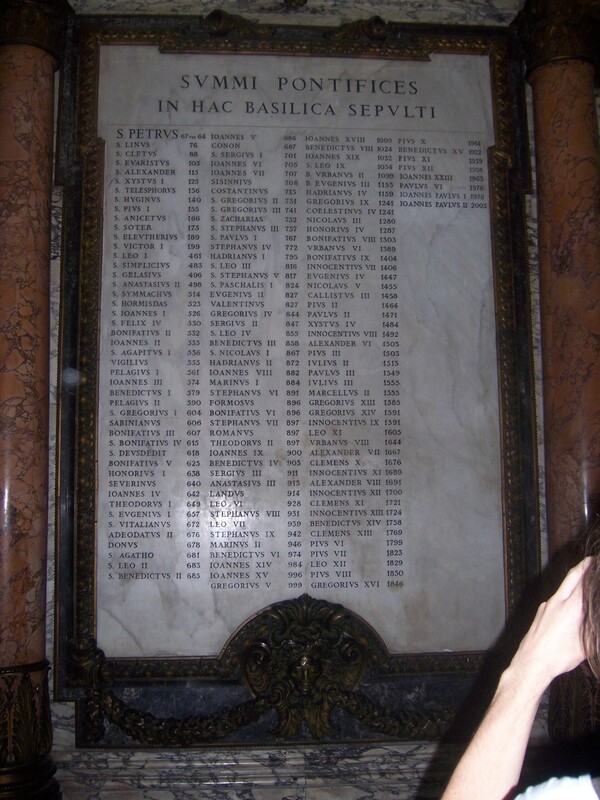 SVMMI PONTIFICES
IN HAC BASILICA SEPVLTI
S. PETRVS 67 vel 64
S. LINVS 76
S. CLETVS 88
S. EVARISTVS 105
S. ALEXANDER 115
S. XYSTVS I 125
S. TELESPHORVS 136
S. HYGINVS 140
S. PIVS I 155
S. ANICETVS 166
S. SOTER 175
S. ELEVTHERIVS 189
S. VICTOR I 199
S. LEO I 461
S. SIMPLICIVS 483
S. GELASIVS 496
S. ANASTASIVS II 498
S. SYMMACHVS 514
S. HORMISDAS 523
S. IOANNES I 526
S. FELIX IV 530
BONIFATIVS II 532
IOANNES II 535
S. AGAPITVS I 536
VIGILIVS 555
PELAGIVS I 561
IOANNES III 574
BENEDICTVS I 579
PELAGIVS II 590
S. GREGORIVS I 604
SABINIANVS 606
BONIFATIVS III 607
S. BONIFATIVS IV 615
S. DEVSDEDIT 618
BONIFATIVS V 625
HONORIVS I 638
SEVERINVS 640
IOANNES IV 642
THEODORVS I 649
S. EVGENIVS I 657
S. VITALIANVS 672
ADEODATVS II 676
DONVS 678
S. AGATHO 681
S. LEO II 683
S. BENEDICTVS II 685
IOANNES V 686
CONON 687
S. SERGIVS I 701
IOANNES VI 705
IOANNES VII 707
SISINNIVS 708
COSTANTINVS 715
S. GREGORIVS II 731
S. GREGORIVS III 741
S. ZACHARIAS 752
S. STEPHANVS III 757
S. PAVLVS I 767
STEPHANVS IV 772
HADRIANVS I 795
S. LEO III 816
S. STEPHANVS V 817
S. PASCHALIS I 824
EVGENIVS II 827
VALENTINVS 827
GREGORIVS IV 844
SERGIVS II 847
S. LEO IV 855
BENEDICTVS III 858
S. NICOLAVS I 867
HADRIANVS II 872
IOANNES VIII 882
MARINVS I 884
STEPHANVS VI 891
FORMOSVS 896
BONIFATIVS VI 896
STEPHANVS VII 897
ROMANVS 897
THEODORVS II 897
IOANNES IX 900
BENEDICTVS IV 903
SERGIVS III 911
ANASTASIVS III 913
LANDVS 914
LEO VI 928
STEPHANVS VIII 931
LEO VII 939
STEPHANVS IX 942
MARINVS II 946
BENEDICTVS VI 974
IOANNES XIV 984
IOANNES XV 996
GREGORIVS V 999
IOANNES XVIII 1009
BENEDICTVS VIII 1024
IOANNES XIX 1032
S. LEO IX 1054
B. VRBANVS II 1099
B. EVGENIVS III 1153
HADRIANVS IV 1159
GREGORIVS IX 1241
COELESTINVS IV 1241
NICOLAVS III 1280
HONORIVS IV 1287
BONIFATIVS VIII 1303
VRBANVS VI 1389
BONIFATIVS IX 1404
INNOCENTIVS VII 1406
EVGENIVS IV 1447
NICOLAVS V 1455
CALLISTVS III 1458
PIVS II 1464
PAVLVS II 1471
XYSTVS IV 1484
INNOCENTIVS VIII 1492
ALEXANDER VI 1503
PIVS III 1503
IVLIVS II 1513
PAVLVS III 1549
IVLIVS III 1555
MARCELLVS II 1555
GREGORIVS XIII 1585
GREGORIVS XIV 1591
INNOCENTIVS IX 1591
LEO XI 1605
VRBANVS VIII 1644
ALEXANDER VII 1667
CLEMENS X 1676
INNOCENTIVS XI 1689
ALEXANDER VIII 1691
INNOCENTIVS XII 1700
CLEMENS XI 1721
INNOCENTIVS XIII 1724
BENEDICTVS XIV 1758
CLEMENS XIII 1769
PIVS VI 1799
PIVS VII 1823
LEO XII 1829
PIVS VIII 1830
GREGORIVS XVI 1846
PIVS X 1914
BENEDICTVS XV 1922
PIVS XI 1939
PIVS XII 1958
IOANNES XXIII 1963
PAVLVS VI 1978
IOANNES PAVLVS I 1978
IOANNES PAVLVS II 2005